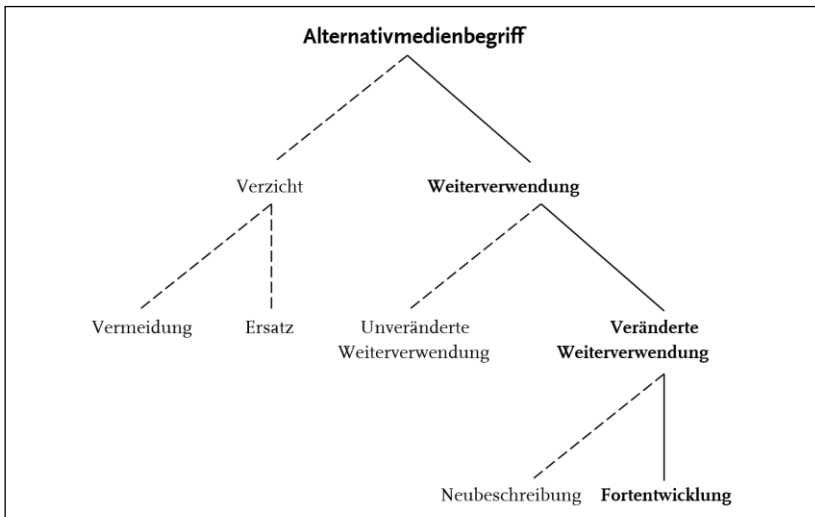 Alternativmedienbegriff
Verzicht
Weiterverwendung
Vermeidung
Ersatz
Unveränderte
Weiterverwendung
Veränderte
Weiterverwendung
Neubeschreibung
Fortentwicklung